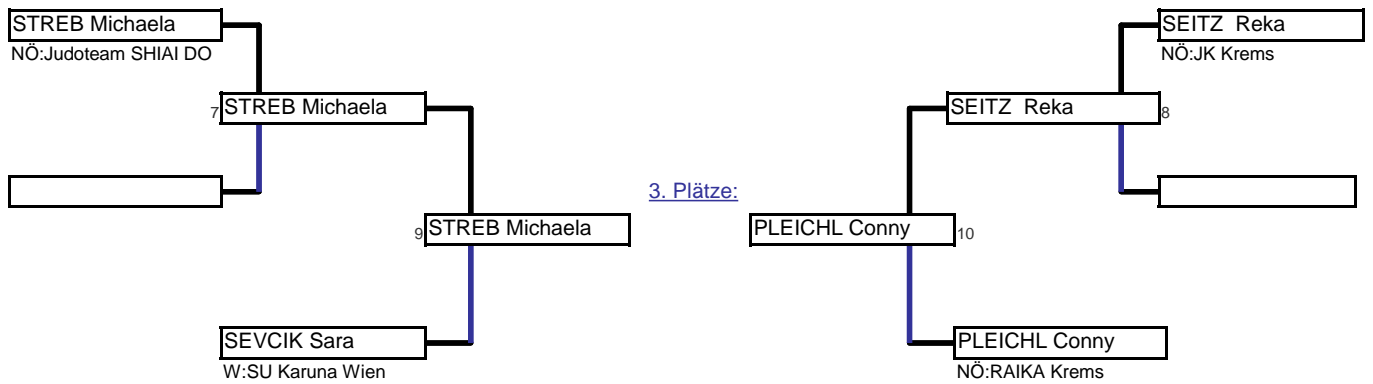 STREB Michaela
NÖ:Judoteam SHIAI DO
7 STREB Michaela
9 STREB Michaela
SEVCIK Sara
W:SU Karuna Wien
3. Plätze:
SEITZ  Reka
NÖ:JK Krems
SEITZ  Reka 8
PLEICHL Conny 10
PLEICHL Conny
NÖ:RAIKA Krems